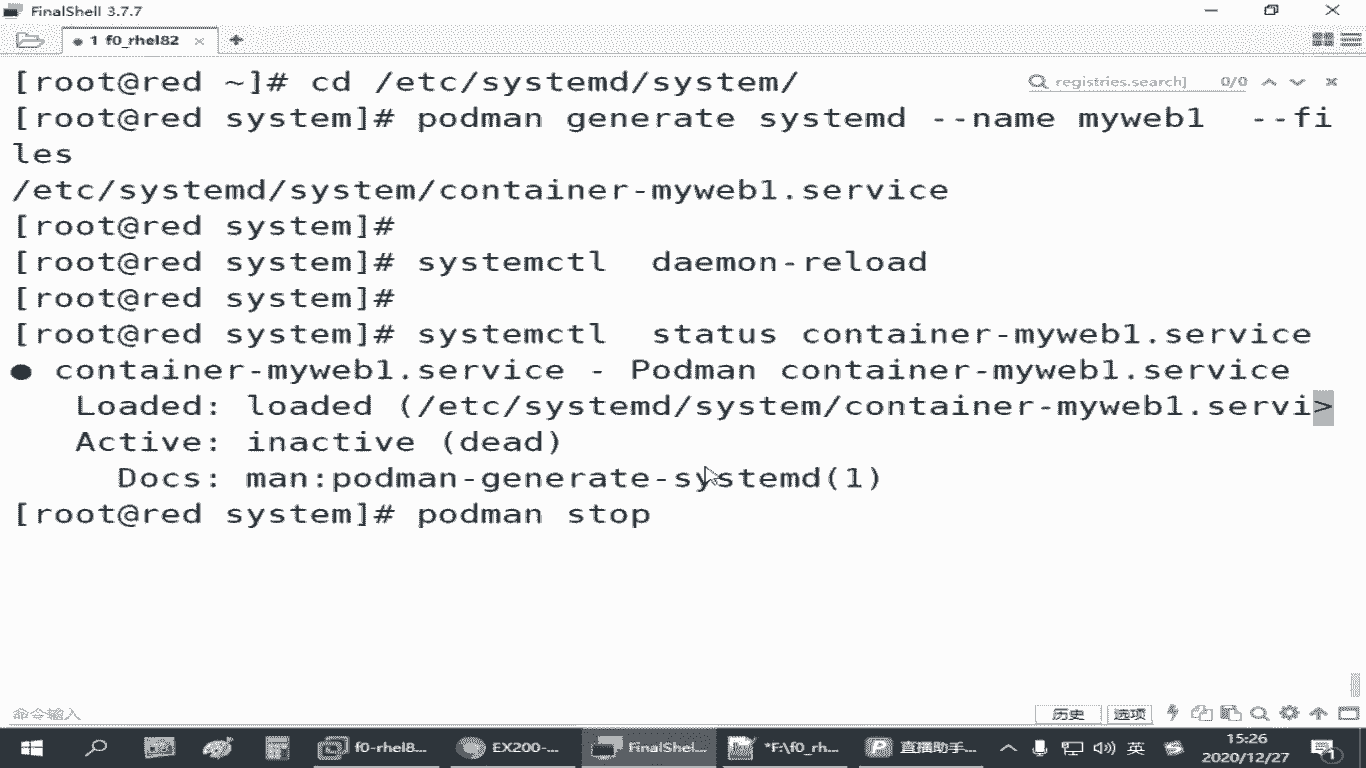 FinalShell 3.7.7
1 f0_rhel82
[root@red ~]# cd /etc/systemd/system/
registries.search] 0/0
[root@red system]# podman generate systemd --name myweb1  --fi
les
/etc/systemd/system/container-myweb1.service
[root@red system]#
[root@red system]# systemctl  daemon-reload
[root@red system]#
[root@red system]# systemctl  status container-myweb1.service
● container-myweb1.service - Podman container-myweb1.service
Loaded: loaded (/etc/systemd/system/container-myweb1.servi>
Active: inactive (dead)
Docs: man:podman-generate-systemd(1)
[root@red system]# podman stop
命令输入
历史 选项
f0-rhel8... EX200-... FinalShel... *F:\f0_rh... 直播助手... 英 15:26
2020/12/27 1